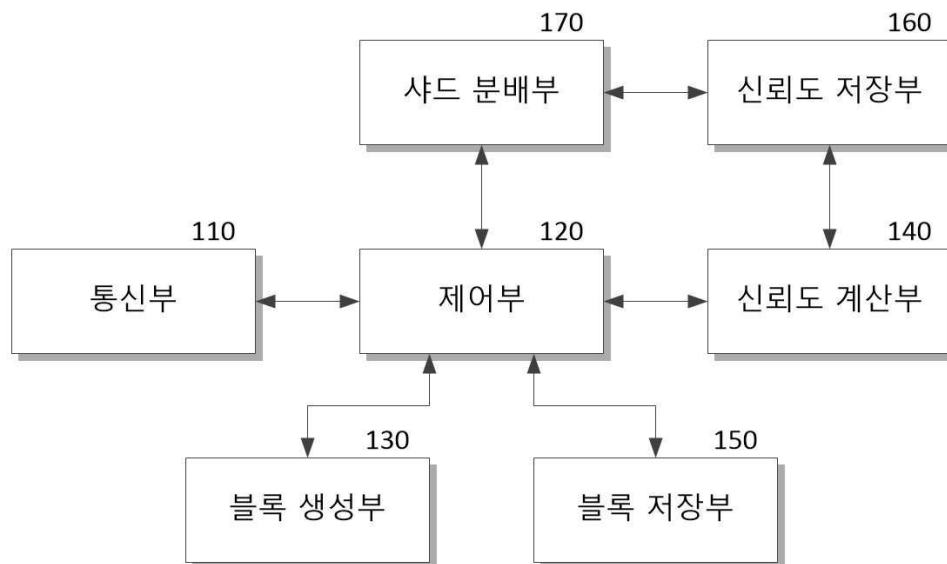 170
샤드 분배부
160
신뢰도 저장부
110
통신부
120
제어부
140
신뢰도 계산부
130
블록 생성부
150
블록 저장부